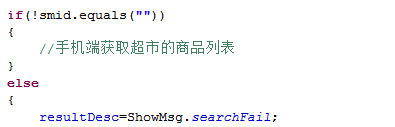 if(!smid.equals(""))
{
//手机端获取超市的商品列表
}
else
{
resultDesc=ShowMsg.searchFail;